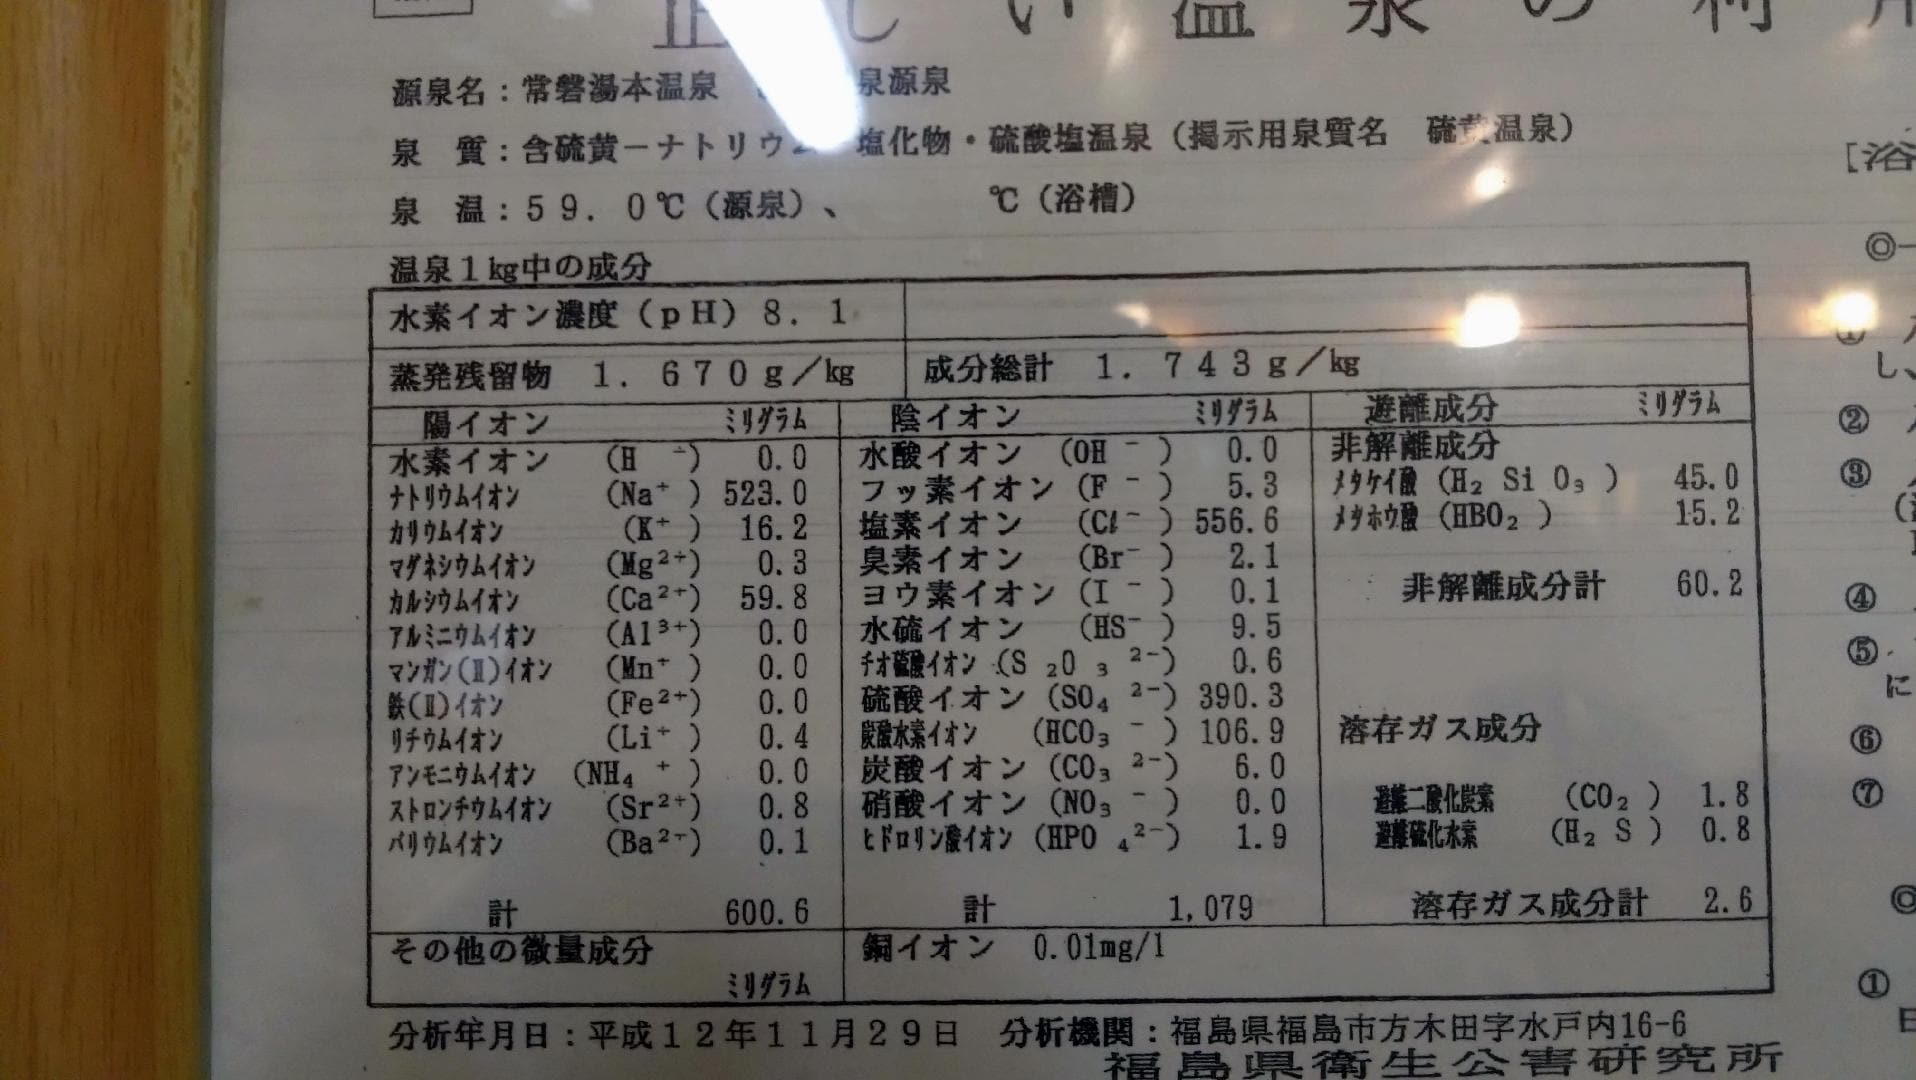 正しい温泉の利用
源泉名：常磐湯本温泉　泉源泉
泉　質：含硫黄－ナトリウム 塩化物・硫酸塩温泉（掲示用泉質名　硫黄温泉）
泉　温：５９．０℃（源泉）、　　℃（浴槽）
[浴
温泉１kg中の成分
水素イオン濃度（ｐＨ）８．１
蒸発残留物　１．６７０ｇ／kg　成分総計　１．７４３ｇ／kg
陽イオン　ミリグラム　陰イオン　ミリグラム　遊離成分　ミリグラム
水素イオン　(H ⁺)　0.0　水酸イオン　(OH⁻)　0.0　非解離成分
ナトリウムイオン　(Na⁺)　523.0　フッ素イオン　(F⁻)　5.3　メタケイ酸　(H₂SiO₃)　45.0
カリウムイオン　(K⁺)　16.2　塩素イオン　(Cℓ⁻)　556.6　メタホウ酸　(HBO₂)　15.2
マグネシウムイオン　(Mg²⁺)　0.3　臭素イオン　(Br⁻)　2.1
カルシウムイオン　(Ca²⁺)　59.8　ヨウ素イオン　(I⁻)　0.1　非解離成分計　60.2
アルミニウムイオン　(Al³⁺)　0.0　水硫イオン　(HS⁻)　9.5
マンガン(Ⅱ)イオン　(Mn⁺)　0.0　チオ硫酸イオン　(S₂O₃²⁻)　0.6
鉄(Ⅱ)イオン　(Fe²⁺)　0.0　硫酸イオン　(SO₄²⁻)　390.3　溶存ガス成分
リチウムイオン　(Li⁺)　0.4　炭酸水素イオン　(HCO₃⁻)　106.9
アンモニウムイオン　(NH₄⁺)　0.0　炭酸イオン　(CO₃²⁻)　6.0
ストロンチウムイオン　(Sr²⁺)　0.8　硝酸イオン　(NO₃⁻)　0.0　遊離二酸化炭素　(CO₂)　1.8
バリウムイオン　(Ba²⁺)　0.1　ヒドロリン酸イオン　(HPO₄²⁻)　1.9　遊離硫化水素　(H₂S)　0.8
計　600.6　計　1,079　溶存ガス成分計　2.6
その他の微量成分　ミリグラム　銅イオン　0.01mg/l
分析年月日：平成１２年１１月２９日　分析機関：福島県福島市方木田字水戸内16-6
福島県衛生公害研究所
◎一
①
し、
②
③
④
⑤
に
⑥
⑦
◎
①